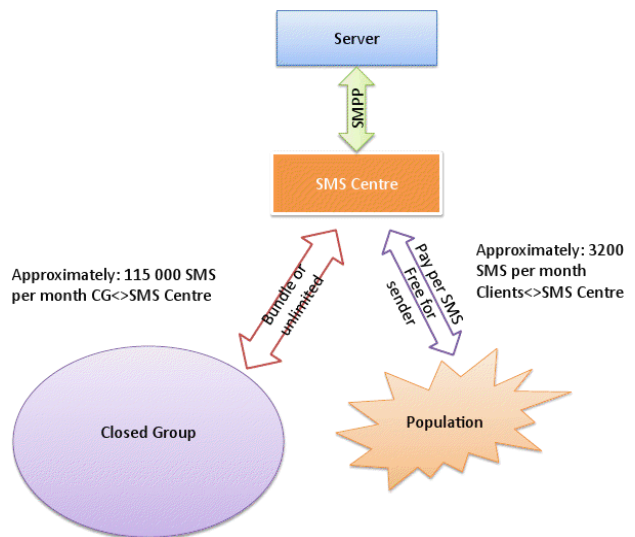 Server
SMPP
SMS Centre
Approximately: 115 000 SMS
per month CG<>SMS Centre
Bundle or
unlimited
Pay per SMS
Free for
sender
Approximately: 3200
SMS per month
Clients<>SMS Centre
Closed Group
Population